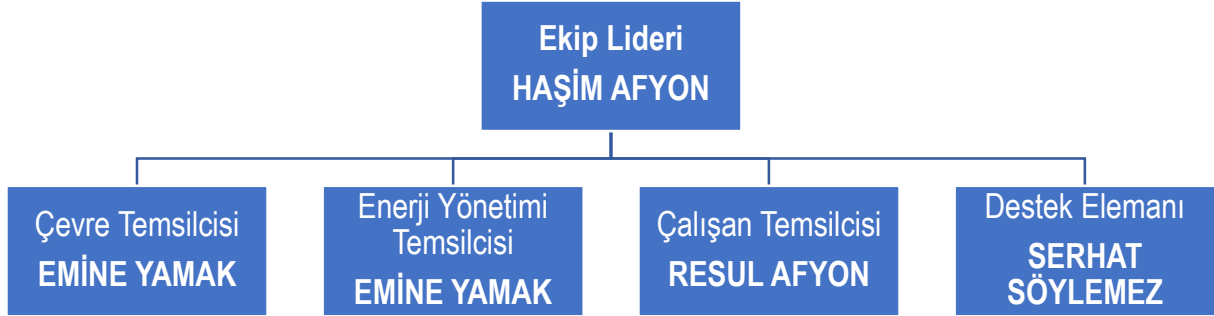 Ekip Lideri
HAŞİM AFYON
Çevre Temsilcisi
EMİNE YAMAK
Enerji Yönetimi
Temsilcisi
EMİNE YAMAK
Çalışan Temsilcisi
RESUL AFYON
Destek Elemanı
SERHAT
SÖYLEMEZ